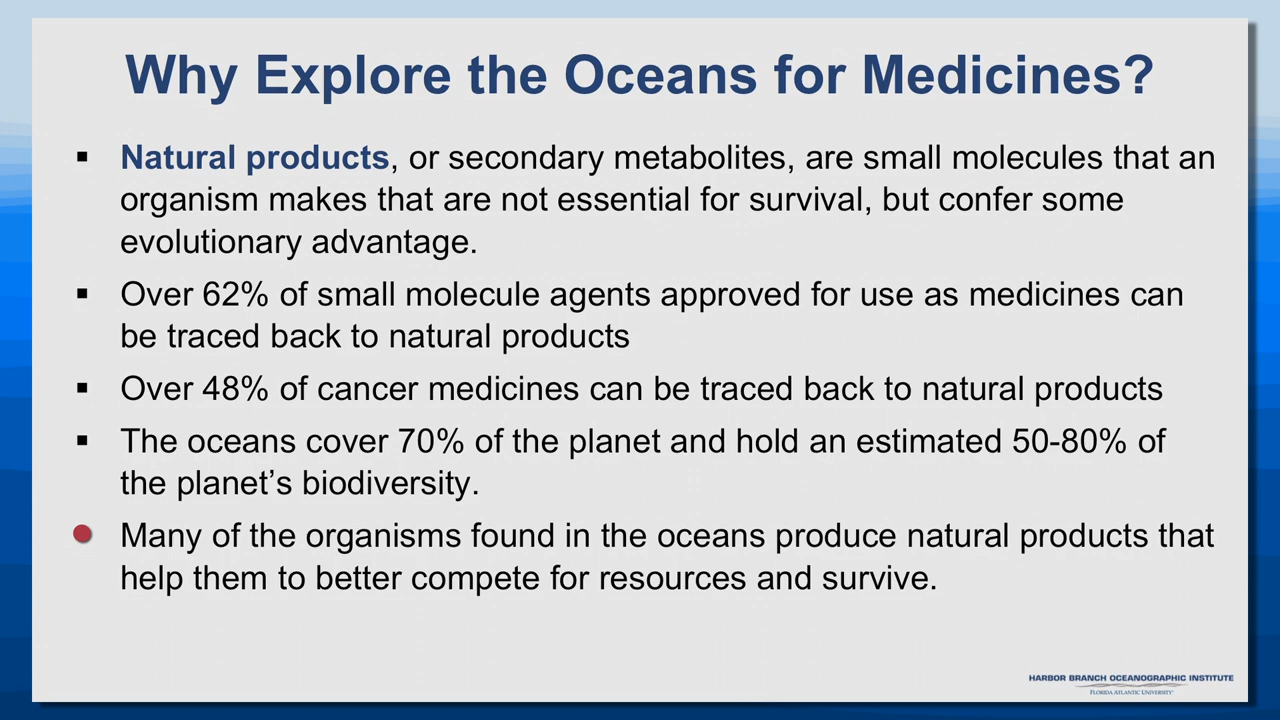 Why Explore the Oceans for Medicines?
▪ Natural products, or secondary metabolites, are small molecules that an
organism makes that are not essential for survival, but confer some
evolutionary advantage.
▪ Over 62% of small molecule agents approved for use as medicines can
be traced back to natural products
▪ Over 48% of cancer medicines can be traced back to natural products
▪ The oceans cover 70% of the planet and hold an estimated 50-80% of
the planet’s biodiversity.
● Many of the organisms found in the oceans produce natural products that
help them to better compete for resources and survive.
HARBOR BRANCH OCEANOGRAPHIC INSTITUTE
FLORIDA ATLANTIC UNIVERSITY